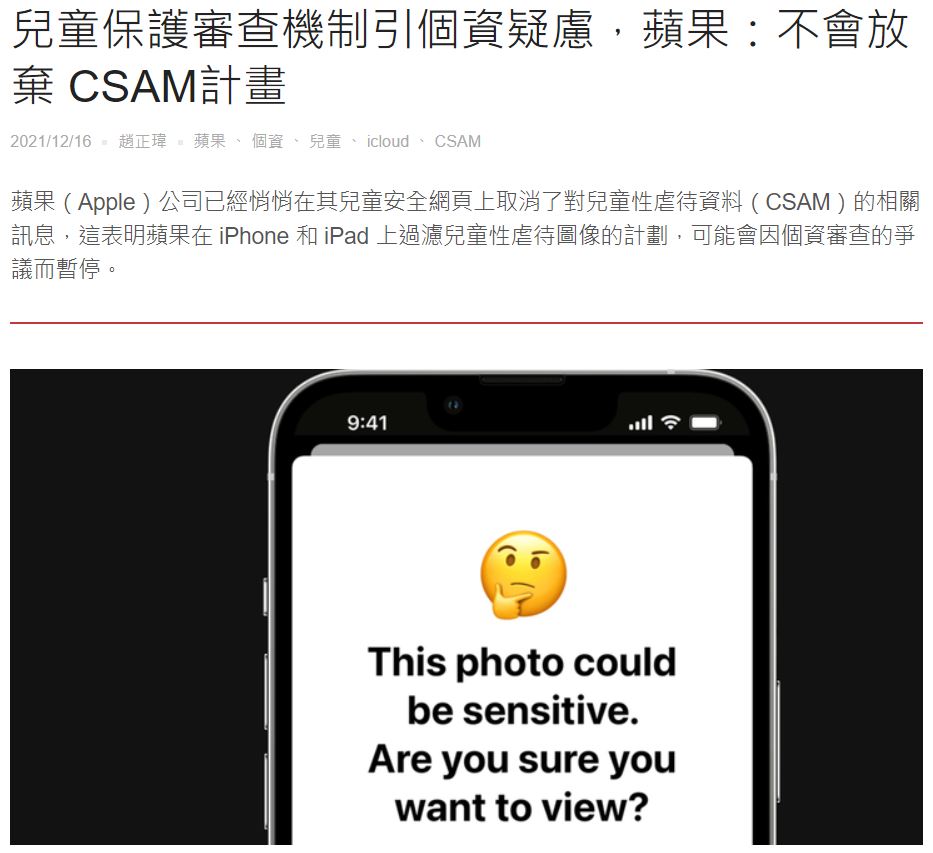 兒童保護審查機制引個資疑慮，蘋果：不會放
棄 CSAM計畫
2021/12/16 ▪ 趙正瑋 ▪ 蘋果、 個資、 兒童、 icloud、 CSAM
蘋果（Apple）公司已經悄悄在其兒童安全網頁上取消了對兒童性虐待資料（CSAM）的相關
訊息，這表明蘋果在 iPhone 和 iPad 上過濾兒童性虐待圖像的計劃，可能會因個資審查的爭
議而暫停。
9:41
This photo could
be sensitive.
Are you sure you
want to view?